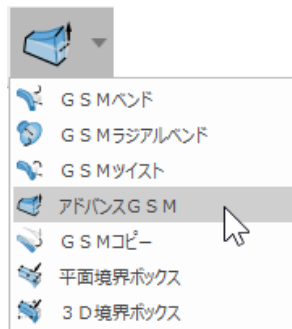 ＧＳＭベンド
ＧＳＭラジアルベンド
ＧＳＭツイスト
アドバンスＧＳＭ
ＧＳＭコピー
平面境界ボックス
３Ｄ境界ボックス